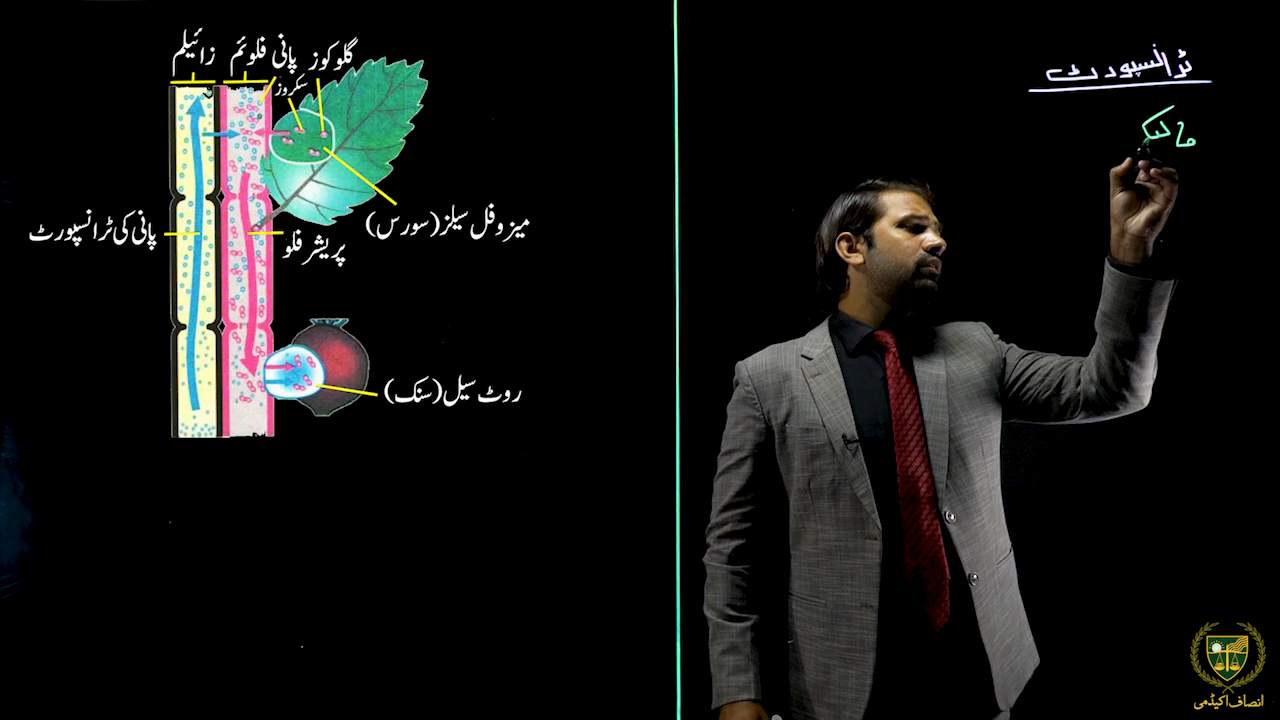 ٹرانسپورٹ
زائیلم
فلوئم
پانی
گلوکوز
سکروز
میزوفل سیلز (سورس)
پانی کی ٹرانسپورٹ
پریشر فلو
روٹ سیل (سنک)
انصاف اکیڈمی